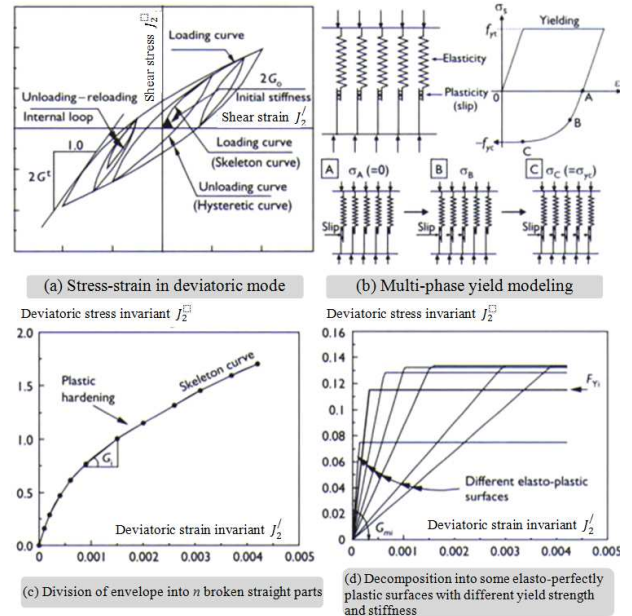 Shear stress J₂
Loading curve
2G₀
Unloading–reloading
Initial stiffness
Internal loop
Shear strain J₂′
1.0
Loading curve
(Skeleton curve)
2Gᵗ
Unloading curve
(Hysteretic curve)
(a) Stress-strain in deviatoric mode
σs
fyt
Yielding
Elasticity
Plasticity
(slip)
0
A
ε
B
−fyc
C
A σA (=0)
B σB
C σC (=σyc)
Slip
Slip
Slip
(b) Multi-phase yield modeling
Deviatoric stress invariant J₂
2.0
1.5
1.0
0.5
0
Plastic
hardening
Skeleton curve
Gi
Deviatoric strain invariant J₂′
0 0.001 0.002 0.003 0.004 0.005
(c) Division of envelope into n broken straight parts
Deviatoric stress invariant J₂
0.16
0.14
0.12
0.1
0.08
0.06
0.04
0.02
0
FYi
Different elasto-plastic
surfaces
Deviatoric strain invariant J₂′
Gmi
0 0.001 0.002 0.003 0.004 0.005
(d) Decomposition into some elasto-perfectly
plastic surfaces with different yield strength
and stiffness